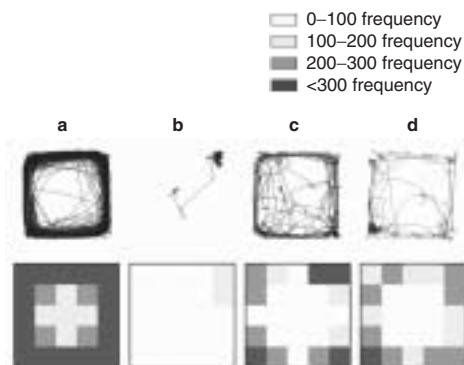 0–100 frequency
100–200 frequency
200–300 frequency
<300 frequency
a b c d